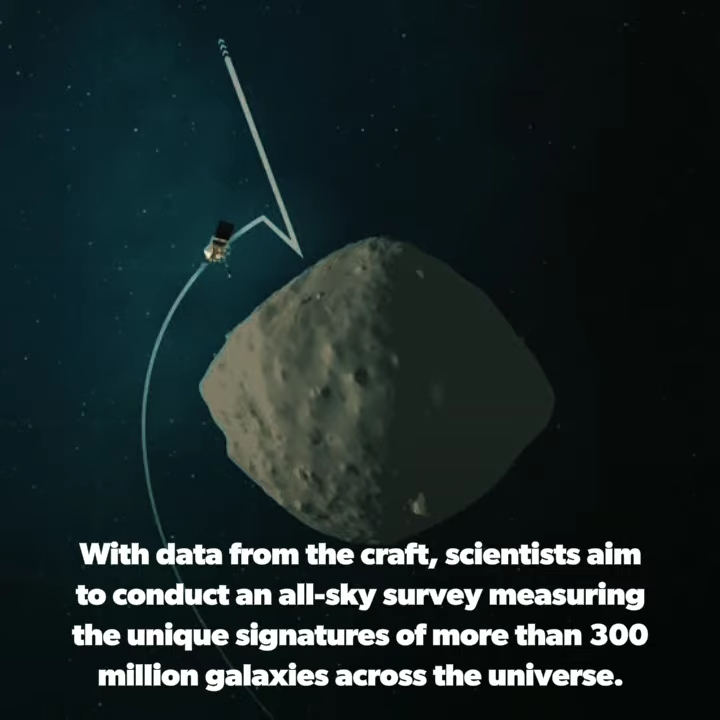 With data from the craft, scientists aim
to conduct an all-sky survey measuring
the unique signatures of more than 300
million galaxies across the universe.